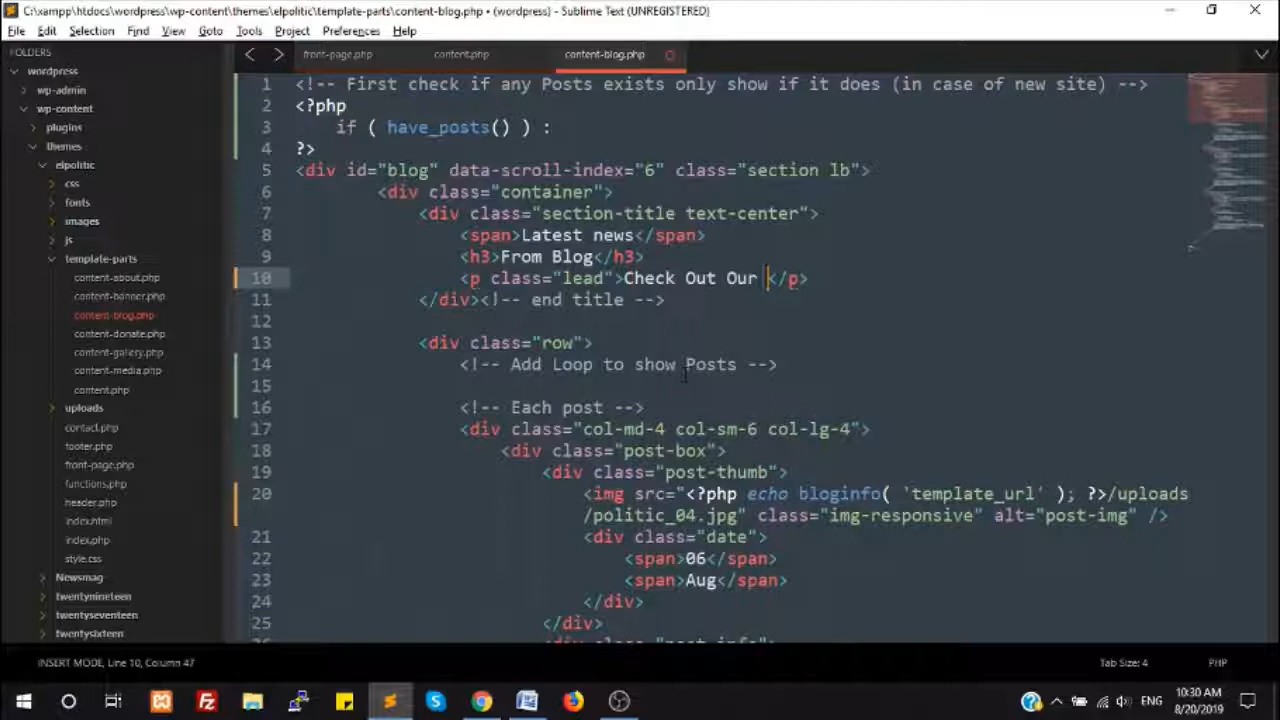 C:\xampp\htdocs\wordpress\wp-content\themes\elpolitic\template-parts\content-blog.php • (wordpress) - Sublime Text (UNREGISTERED)
File Edit Selection Find View Goto Tools Project Preferences Help
FOLDERS
wordpress
wp-admin
wp-content
plugins
themes
elpolitic
css
fonts
images
js
template-parts
content-about.php
content-banner.php
content-blog.php
content-donate.php
content-gallery.php
content-media.php
content.php
uploads
contact.php
footer.php
front-page.php
functions.php
header.php
index.html
index.php
style.css
Newsmag
twentynineteen
twentyseventeen
twentysixteen
front-page.php content.php content-blog.php
1 <!-- First check if any Posts exists only show if it does (in case of new site) -->
2 <?php
3 if ( have_posts() ) :
4 ?>
5 <div id="blog" data-scroll-index="6" class="section lb">
6 <div class="container">
7 <div class="section-title text-center">
8 <span>Latest news</span>
9 <h3>From Blog</h3>
10 <p class="lead">Check Out Our </p>
11 </div><!-- end title -->
12
13 <div class="row">
14 <!-- Add Loop to show Posts -->
15
16 <!-- Each post -->
17 <div class="col-md-4 col-sm-6 col-lg-4">
18 <div class="post-box">
19 <div class="post-thumb">
20 <img src="<?php echo bloginfo( 'template_url' ); ?>/uploads
/politic_04.jpg" class="img-responsive" alt="post-img" />
21 <div class="date">
22 <span>06</span>
23 <span>Aug</span>
24 </div>
25 </div>
INSERT MODE, Line 10, Column 47 Tab Size: 4 PHP
ENG 10:30 AM
8/20/2019